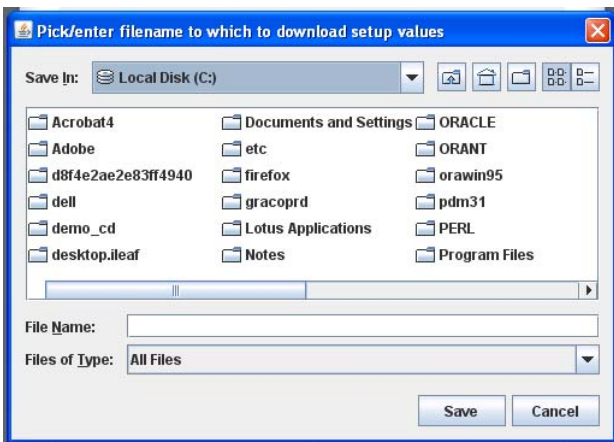 Pick/enter filename to which to download setup values
Save In: Local Disk (C:)
Acrobat4 Documents and Settings ORACLE
Adobe etc ORANT
d8f4e2ae2e83ff4940 firefox orawin95
dell gracoprd pdm31
demo_cd Lotus Applications PERL
desktop.ileaf Notes Program Files
File Name:
Files of Type: All Files
Save Cancel